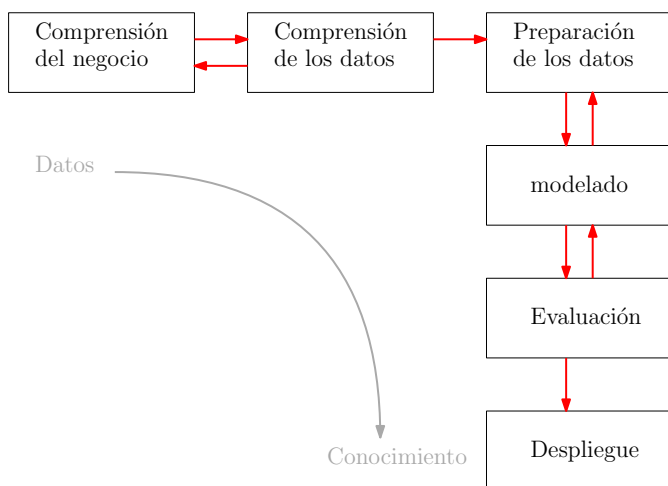 Comprensión
del negocio
Comprensión
de los datos
Preparación
de los datos
Datos
modelado
Evaluación
Despliegue
Conocimiento